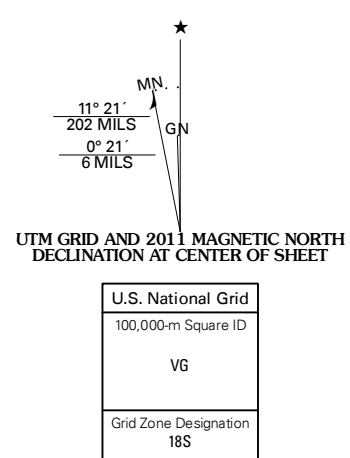 ★
MN
11° 21´
202 MILS
GN
0° 21´
6 MILS
UTM GRID AND 2011 MAGNETIC NORTH
DECLINATION AT CENTER OF SHEET
U.S. National Grid
100,000-m Square ID
VG
Grid Zone Designation
18S